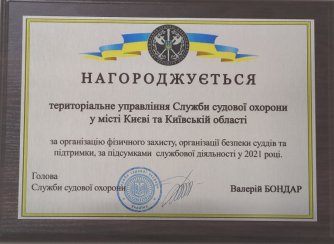 НАГОРОДЖУЄТЬСЯ
територіальне управління Служби судової охорони
у місті Києві та Київській області
за організацію фізичного захисту, організації безпеки суддів та
підтримки, за підсумками службової діяльності у 2021 році.
Голова
Служби судової охорони
Валерій БОНДАР